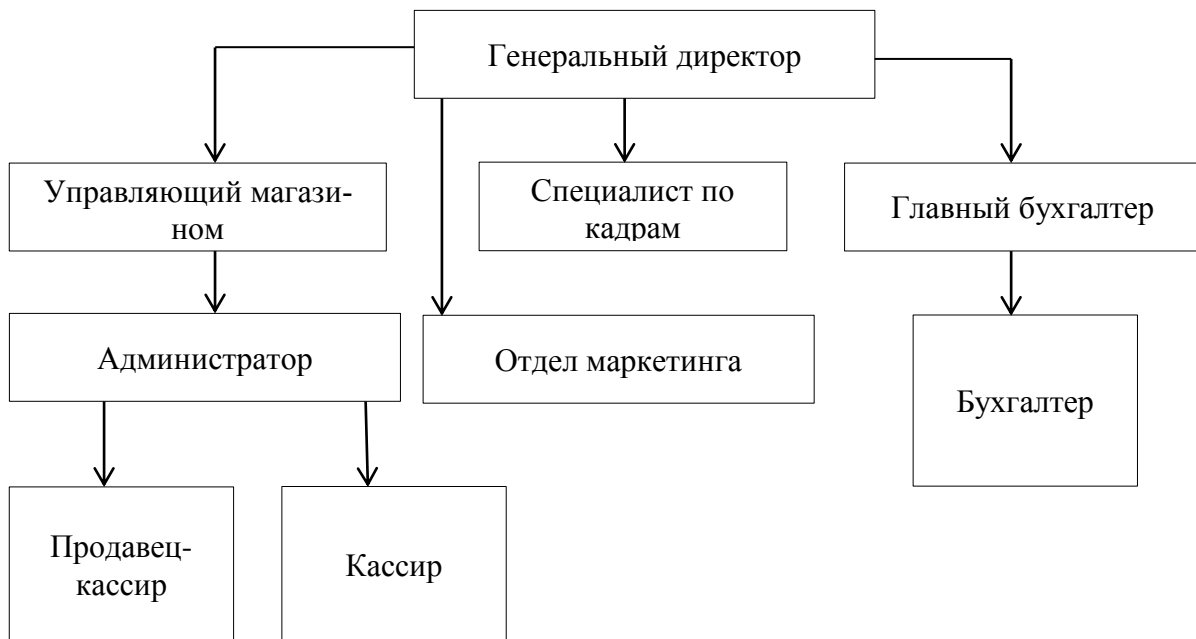 Генеральный директор
Управляющий магази-
ном
Специалист по
кадрам
Главный бухгалтер
Администратор
Отдел маркетинга
Бухгалтер
Продавец-
кассир
Кассир